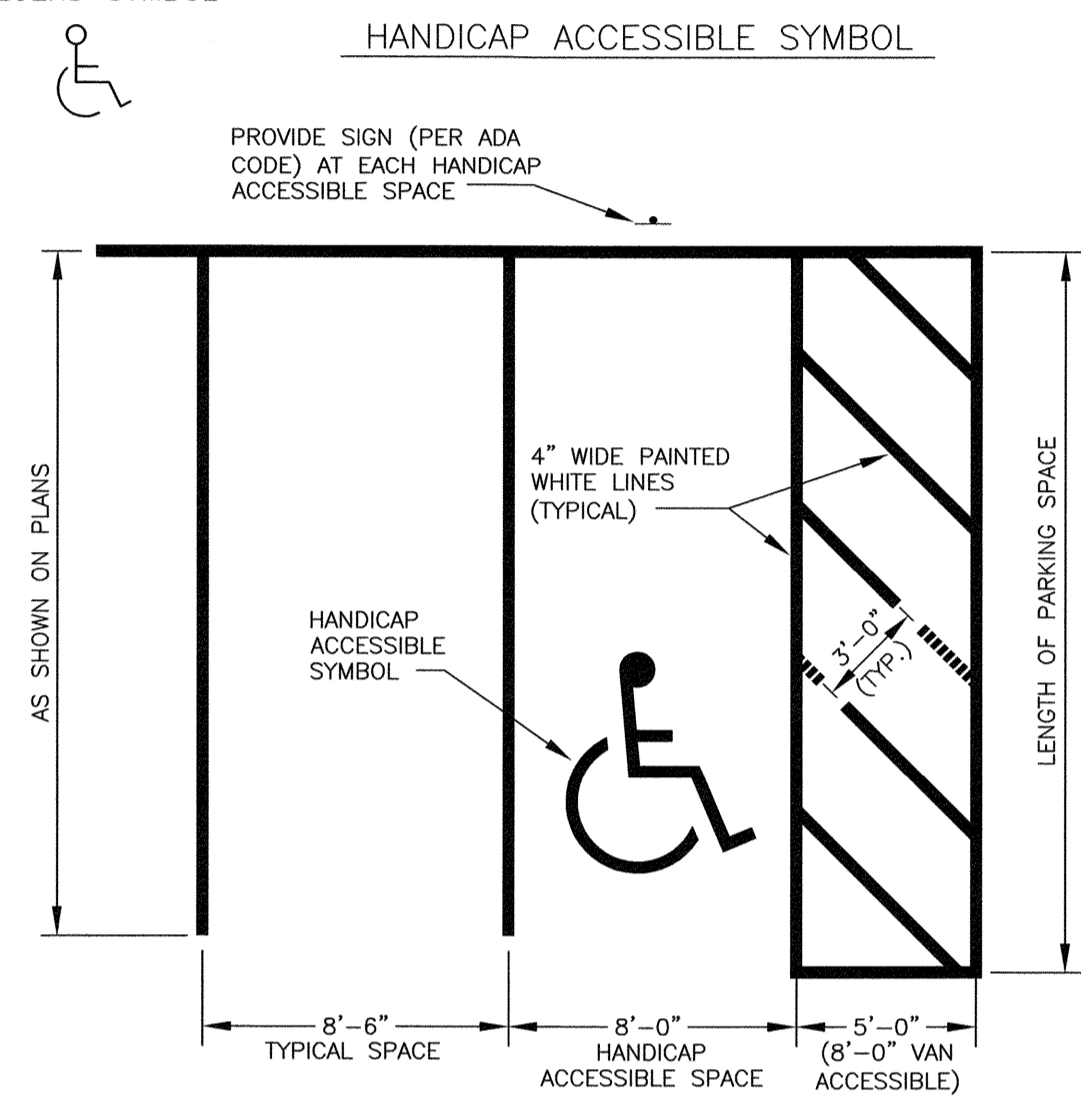 HANDICAP ACCESSIBLE SYMBOL
PROVIDE SIGN (PER ADA
CODE) AT EACH HANDICAP
ACCESSIBLE SPACE
AS SHOWN ON PLANS
4" WIDE PAINTED
WHITE LINES
(TYPICAL)
HANDICAP
ACCESSIBLE
SYMBOL
3'-0"
(TYP.)
LENGTH OF PARKING SPACE
8'-6"
TYPICAL SPACE
8'-0"
HANDICAP
ACCESSIBLE SPACE
5'-0"
(8'-0" VAN
ACCESSIBLE)